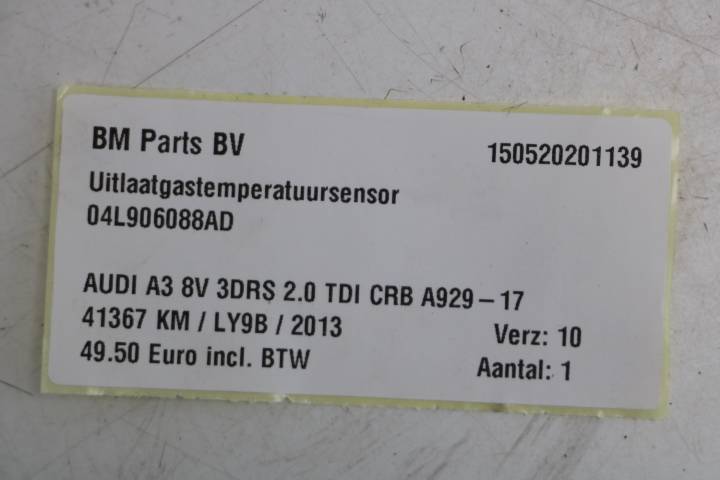 BM Parts BV 150520201139
Uitlaatgastemperatuursensor
04L906088AD
AUDI A3 8V 3DRS 2.0 TDI CRB A929-17
41367 KM / LY9B / 2013 Verz: 10
49.50 Euro incl. BTW Aantal: 1